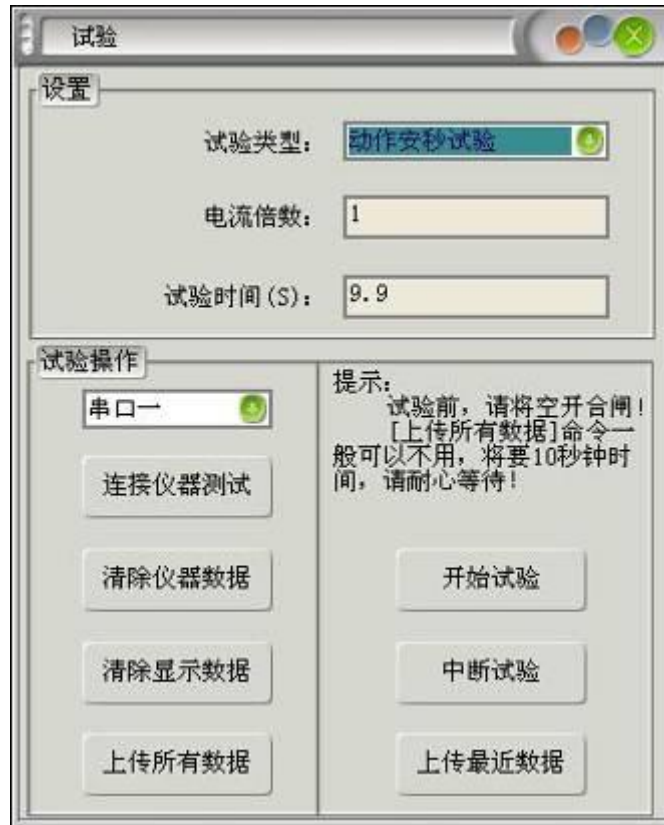 试验
设置
试验类型：
动作安秒试验
电流倍数：
1
试验时间(S)：
9.9
试验操作
串口一
连接仪器测试
清除仪器数据
清除显示数据
上传所有数据
提示：
试验前，请将空开合闸！
[上传所有数据]命令一
般可以不用，将要10秒钟时
间，请耐心等待！
开始试验
中断试验
上传最近数据